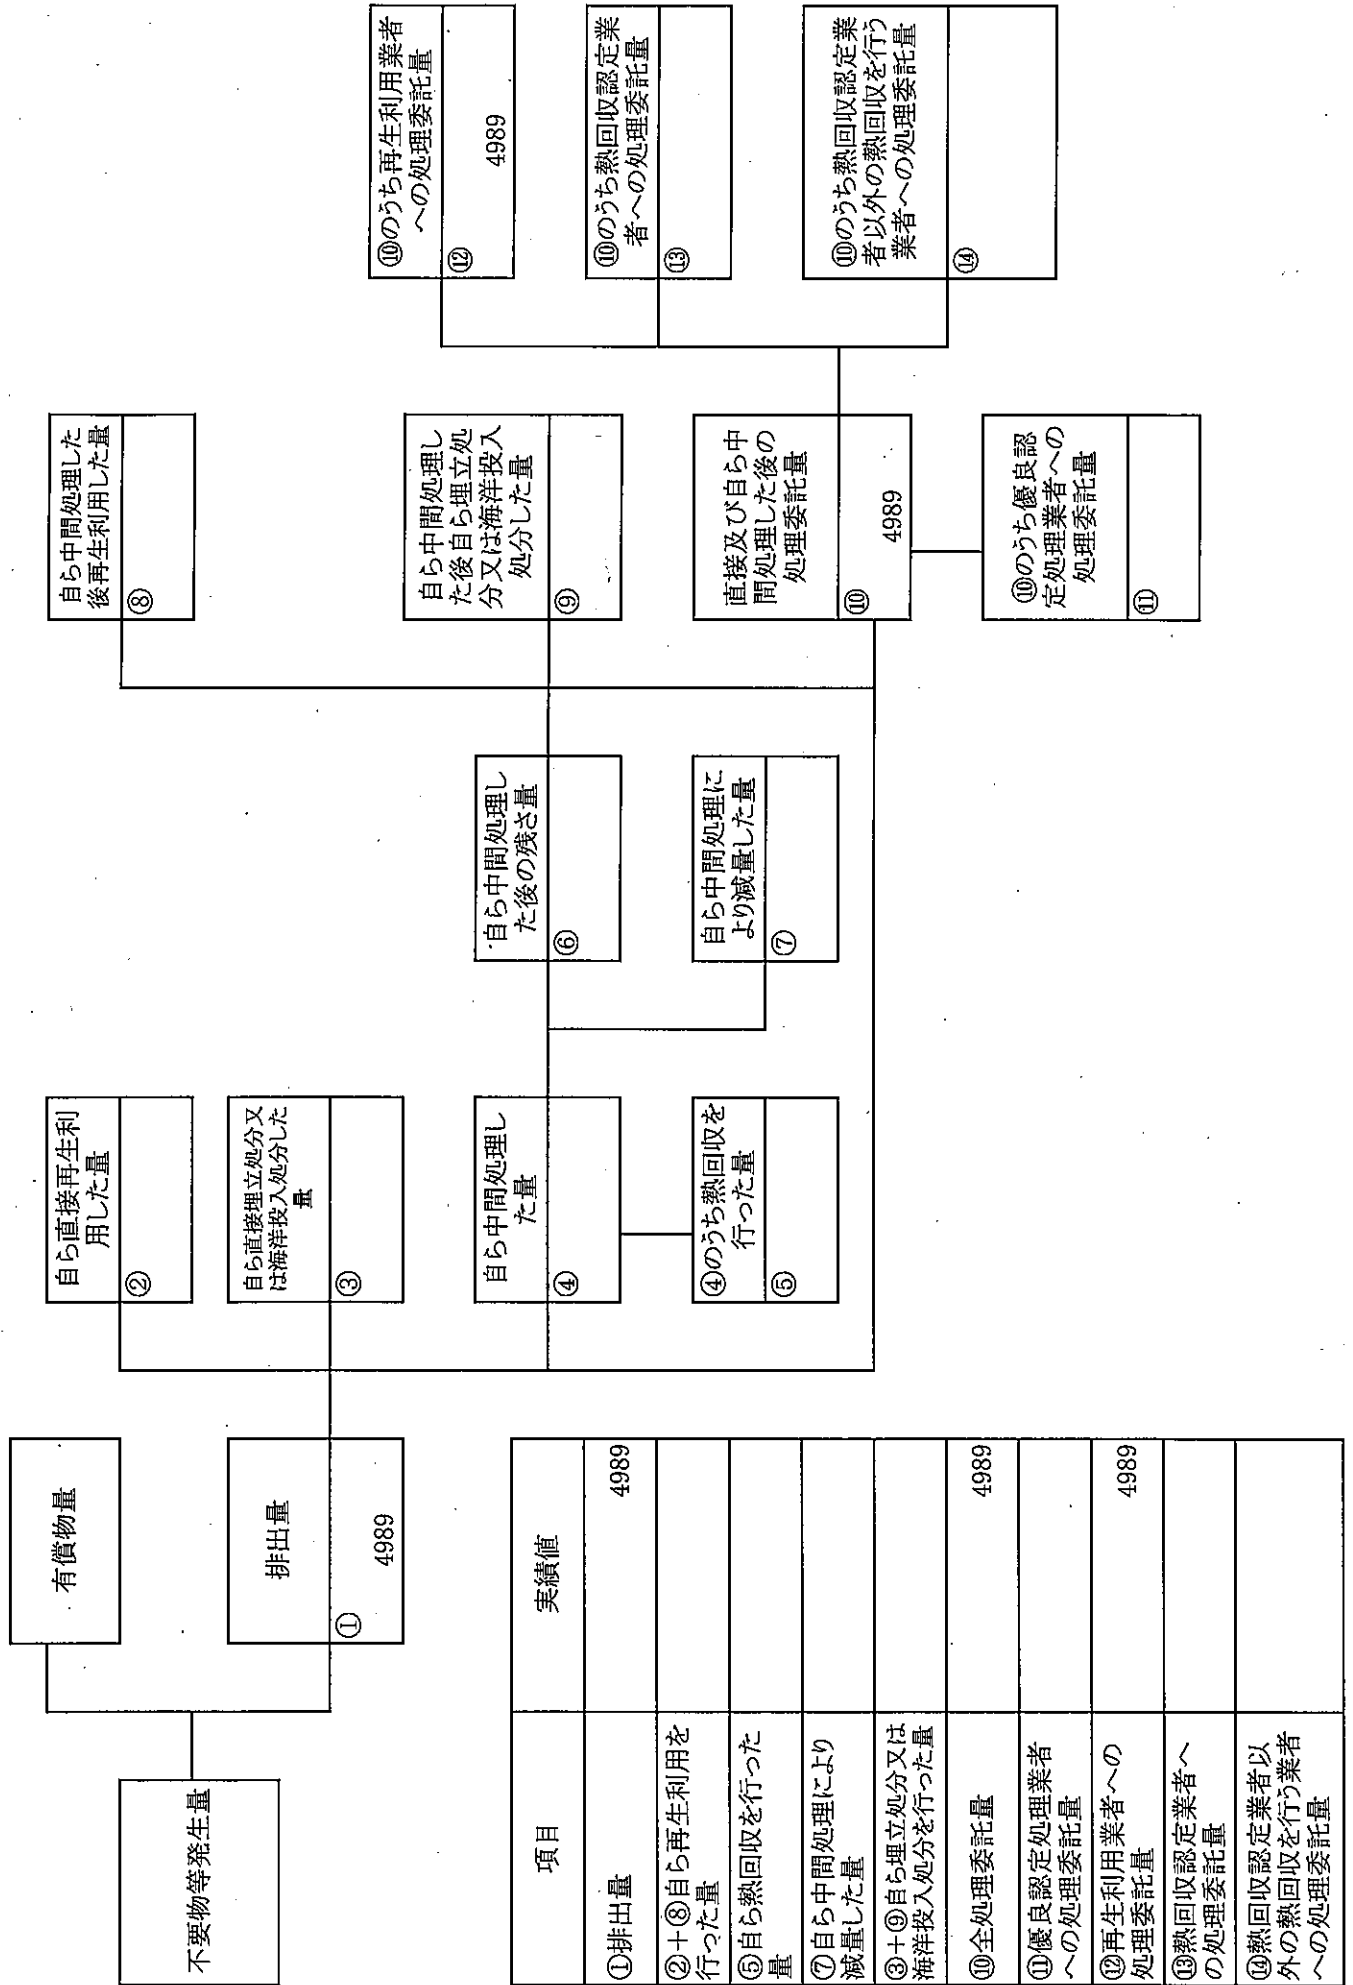 不要物等発生量
有償物量
排出量
①
4989
自ら直接再生利
用した量
②
自ら直接埋立処分又
は海洋投入処分した
量
③
自ら中間処理し
た量
④
④のうち熱回収を
行った量
⑤
自ら中間処理し
た後の残さ量
⑥
自ら中間処理に
より減量した量
⑦
自ら中間処理した
後再生利用した量
⑧
自ら中間処理し
た後自ら埋立処
分又は海洋投入
処分した量
⑨
直接及び自ら中
間処理した後の
処理委託量
⑩
4989
⑩のうち優良認
定処理業者への
処理委託量
⑪
⑩のうち再生利用業者
への処理委託量
⑫
4989
⑩のうち熱回収認定業
者への処理委託量
⑬
⑩のうち熱回収認定業
者以外の熱回収を行う
業者への処理委託量
⑭
項目
実績値
①排出量
4989
②+⑧自ら再生利用を
行った量
⑤自ら熱回収を行った
量
⑦自ら中間処理により
減量した量
③+⑨自ら埋立処分又は
海洋投入処分を行った量
⑩全処理委託量
4989
⑪優良認定処理業者
への処理委託量
⑫再生利用業者への
処理委託量
4989
⑬熱回収認定業者へ
の処理委託量
⑭熱回収認定業者以
外の熱回収を行う業者
への処理委託量